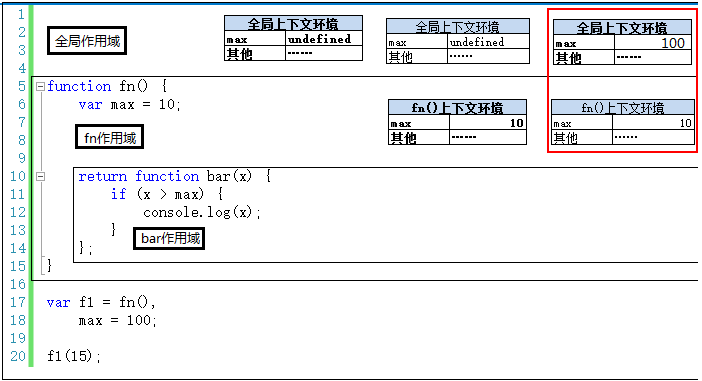 全局作用域
全局上下文环境
max undefined
其他 ------
全局上下文环境
max undefined
其他 ------
全局上下文环境
max 100
其他 ------
1
2
3
4
5 function fn() {
6 var max = 10;
7
fn作用域
8
9
fn()上下文环境
max 10
其他 ------
fn()上下文环境
max 10
其他 ------
10 return function bar(x) {
11 if (x > max) {
12 console.log(x);
13 }
bar作用域
14 };
15 }
16
17 var f1 = fn(),
18 max = 100;
19
20 f1(15);